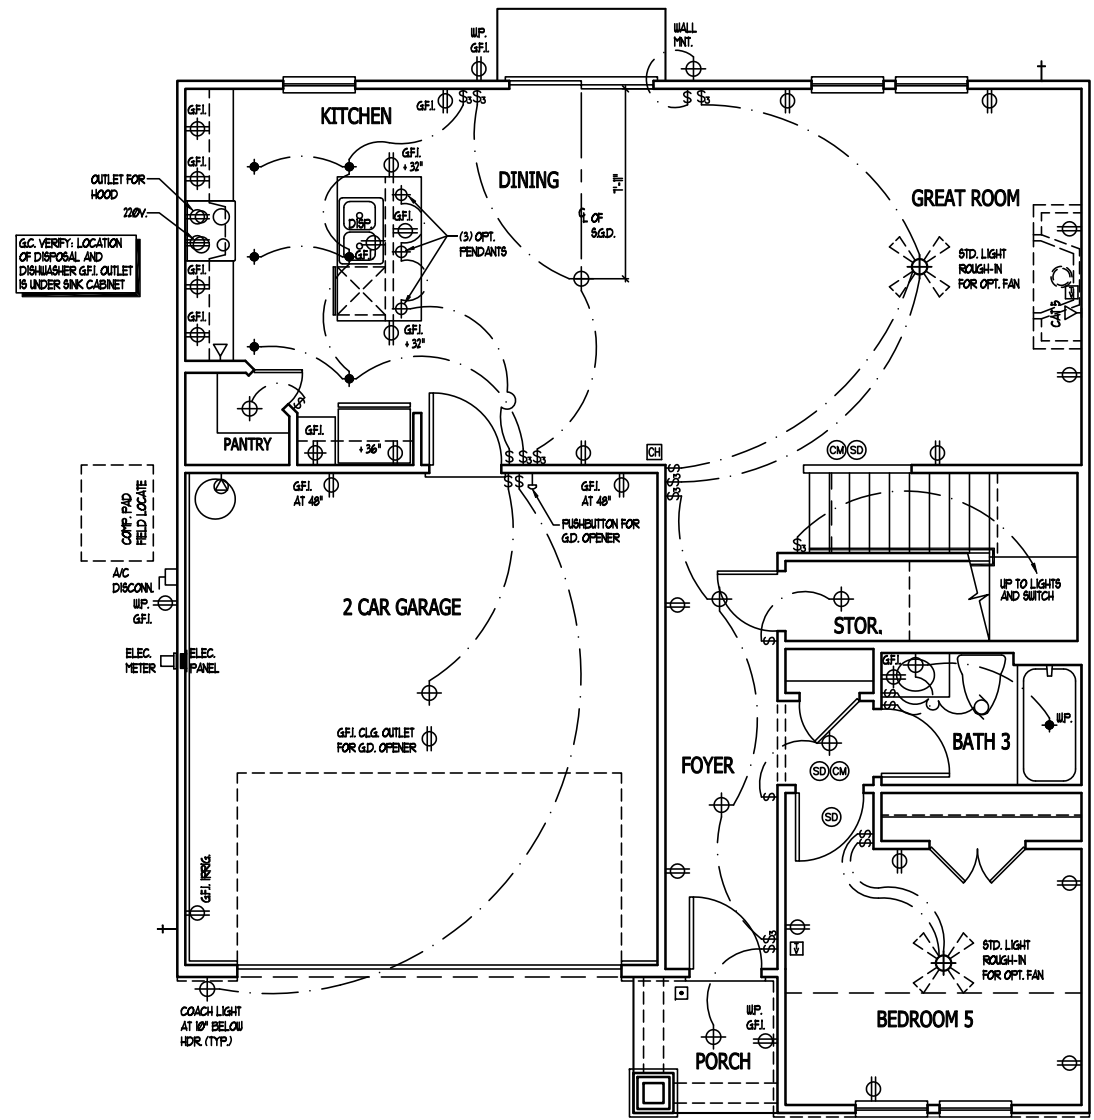 W.P.
G.F.I.
WALL
MNT.
G.F.I.
KITCHEN
G.F.I.
G.F.I.
G.F.I.
+ 32"
OUTLET FOR
HOOD
220V.
DINING
7'-11"
GREAT ROOM
DISP.
G.F.I.
G.F.I.
(3) OPT.
PENDANTS
℄ OF
S.G.D.
G.C. VERIFY: LOCATION
OF DISPOSAL AND
DISHWASHER G.F.I. OUTLET
IS UNDER SINK CABINET
STD. LIGHT
ROUGH-IN
FOR OPT. FAN
CAT 5
G.F.I.
G.F.I.
G.F.I.
+ 32"
PANTRY
G.F.I.
+ 36"
CH
CM
SD
G.F.I.
AT 48"
G.F.I.
AT 48"
COMP. PAD
FIELD LOCATE
PUSHBUTTON FOR
G.D. OPENER
A/C
DISCONN.
W.P.
G.F.I.
2 CAR GARAGE
UP TO LIGHTS
AND SWITCH
STOR.
ELEC.
METER
ELEC.
PANEL
G.F.I.
W.P.
G.F.I. CLG. OUTLET
FOR G.D. OPENER
BATH 3
FOYER
SD
CM
SD
G.F.I. IRRIG.
STD. LIGHT
ROUGH-IN
FOR OPT. FAN
COACH LIGHT
AT 10" BELOW
HDR. (TYP.)
W.P.
G.F.I.
BEDROOM 5
PORCH